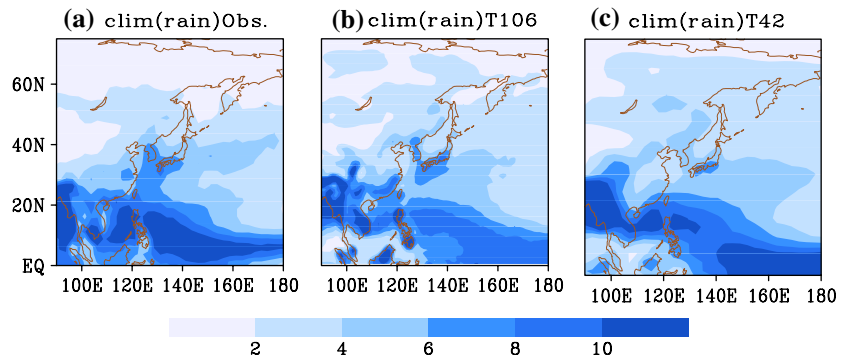 (a) clim(rain)Obs. (b) clim(rain)T106 (c) clim(rain)T42
60N
40N
20N
EQ
100E 120E 140E 160E 180 100E 120E 140E 160E 180 100E 120E 140E 160E 180
2 4 6 8 10